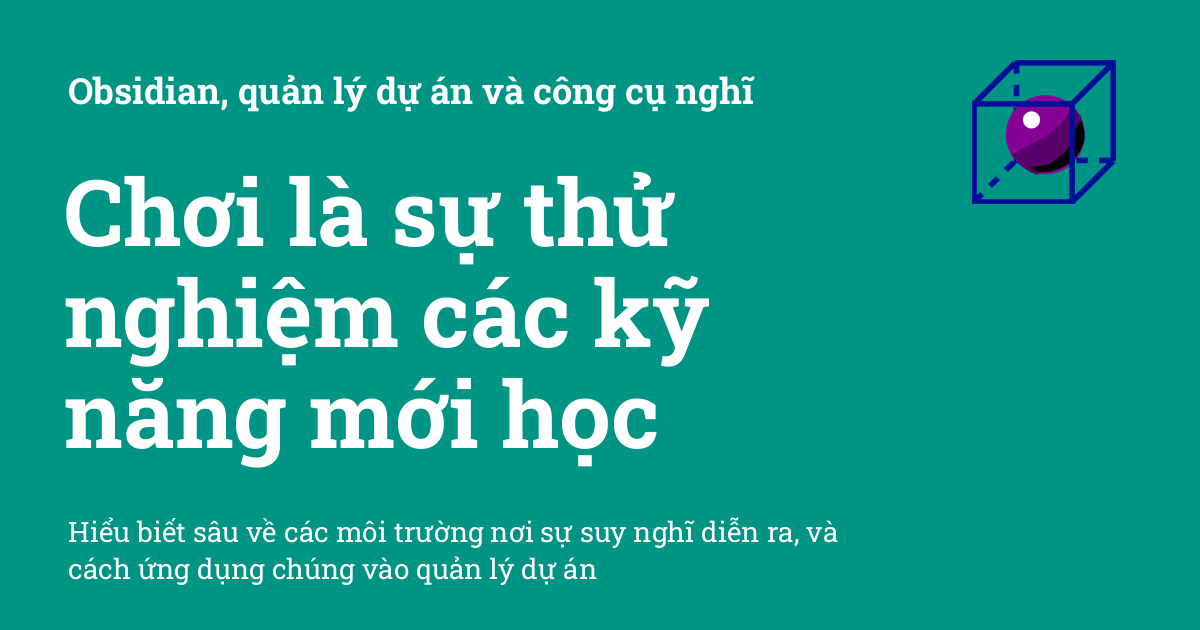 Obsidian, quản lý dự án và công cụ nghĩ
Chơi là sự thử
nghiệm các kỹ
năng mới học
Hiểu biết sâu về các môi trường nơi sự suy nghĩ diễn ra, và
cách ứng dụng chúng vào quản lý dự án